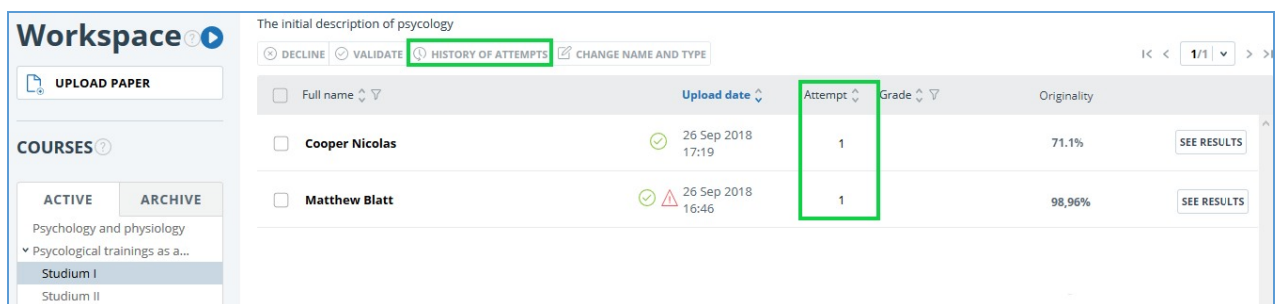 The initial description of psycology
Workspace ?
DECLINE VALIDATE HISTORY OF ATTEMPTS CHANGE NAME AND TYPE
1/1
UPLOAD PAPER
Full name Upload date Attempt Grade Originality
Cooper Nicolas 26 Sep 2018 17:19 1 71.1% SEE RESULTS
COURSES ?
Matthew Blatt 26 Sep 2018 16:46 1 98,96% SEE RESULTS
ACTIVE ARCHIVE
Psychology and physiology
Psycological trainings as a...
Studium I
Studium II